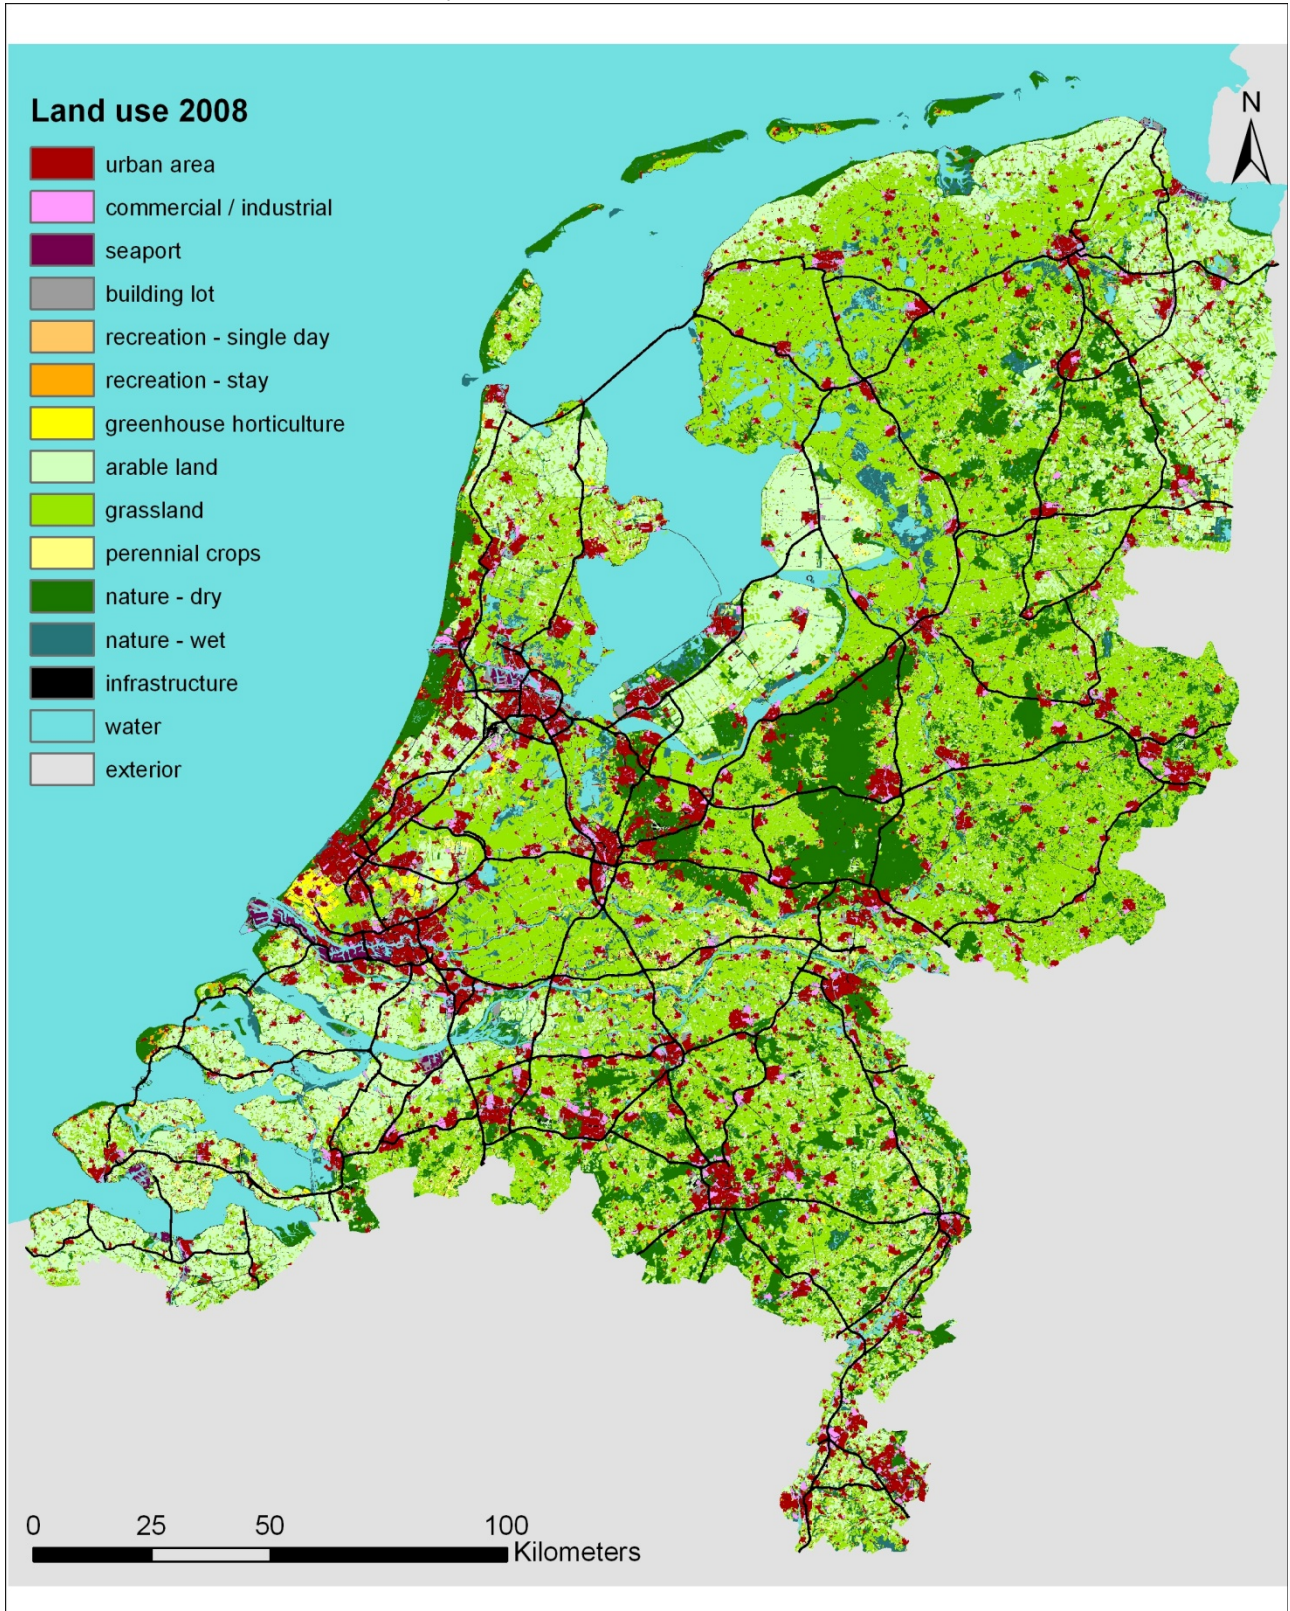 Land use 2008
urban area
commercial / industrial
seaport
building lot
recreation - single day
recreation - stay
greenhouse horticulture
arable land
grassland
perennial crops
nature - dry
nature - wet
infrastructure
water
exterior
N
0 25 50 100
Kilometers